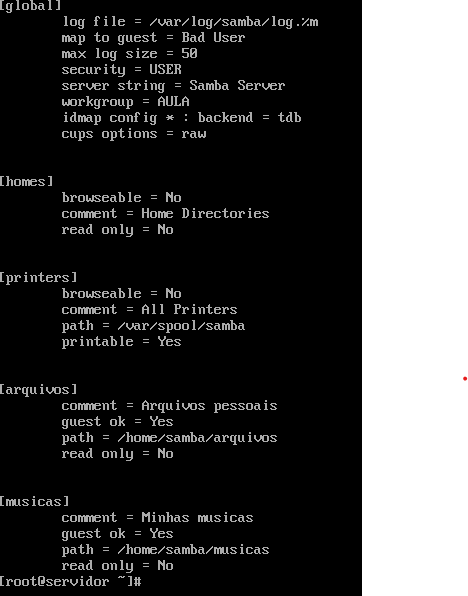 [global]
log file = /var/log/samba/log.%m
map to guest = Bad User
max log size = 50
security = USER
server string = Samba Server
workgroup = AULA
idmap config * : backend = tdb
cups options = raw
[homes]
browseable = No
comment = Home Directories
read only = No
[printers]
browseable = No
comment = All Printers
path = /var/spool/samba
printable = Yes
[arquivos]
comment = Arquivos pessoais
guest ok = Yes
path = /home/samba/arquivos
read only = No
[musicas]
comment = Minhas musicas
guest ok = Yes
path = /home/samba/musicas
read only = No
[root@servidor ~]#